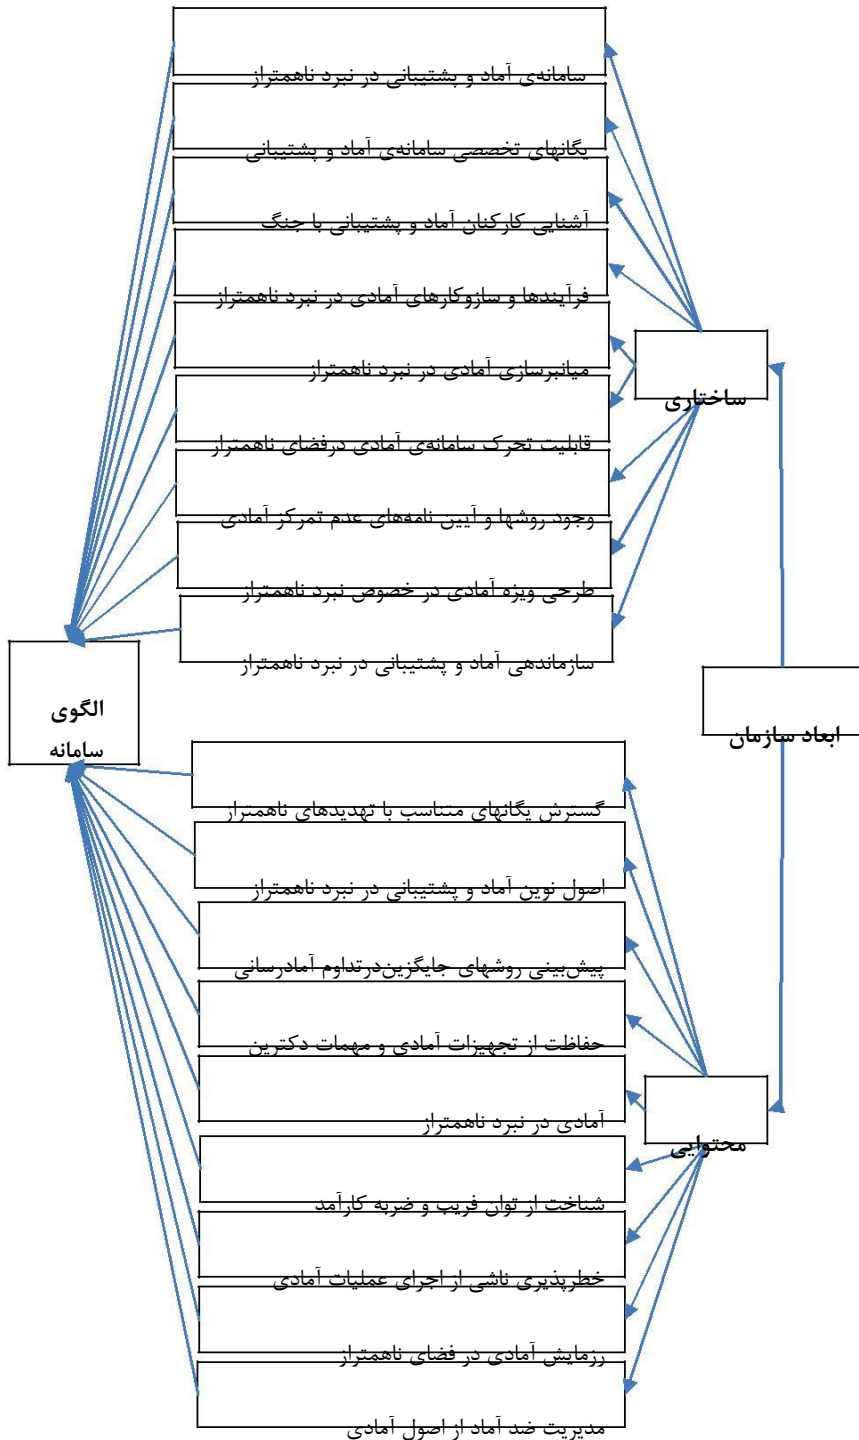 سامانه‌ی آماد و پشتیبانی در نبرد ناهمتراز
یگانهای تخصصی سامانه‌ی آماد و پشتیبانی
آشنایی کارکنان آماد و پشتیبانی با جنگ
فرآیندها و سازوکارهای آمادی در نبرد ناهمتراز
میانبرسازی آمادی در نبرد ناهمتراز
ساختاری
قابلیت تحرک سامانه‌ی آمادی درفضای ناهمتراز
وجود روشها و آیین نامه‌های عدم تمرکز آمادی
طرحی ویژه آمادی در خصوص نبرد ناهمتراز
سازماندهی آماد و پشتیبانی در نبرد ناهمتراز
ابعاد سازمان
الگوی
سامانه
گسترش یگانهای متناسب با تهدیدهای ناهمتراز
اصول نوین آماد و پشتیبانی در نبرد ناهمتراز
پیش‌بینی روشهای جایگزین‌درتداوم آمادرسانی
حفاظت از تجهیزات آمادی و مهمات دکترین
آمادی در نبرد ناهمتراز
محتوایی
شناخت از توان فریب و ضربه کارآمد
خطرپذیری ناشی از اجرای عملیات آمادی
رزمایش آمادی در فضای ناهمتراز
مدیریت ضد آماد از اصول آمادی